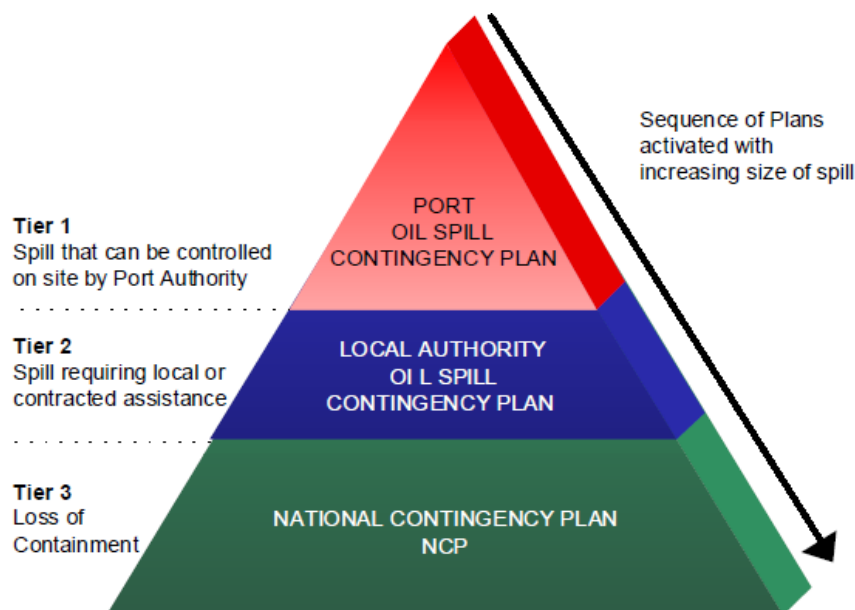 Sequence of Plans
activated with
increasing size of spill
Tier 1
Spill that can be controlled
on site by Port Authority
PORT
OIL SPILL
CONTINGENCY PLAN
Tier 2
Spill requiring local or
contracted assistance
LOCAL AUTHORITY
OI L SPILL
CONTINGENCY PLAN
Tier 3
Loss of
Containment
NATIONAL CONTINGENCY PLAN
NCP